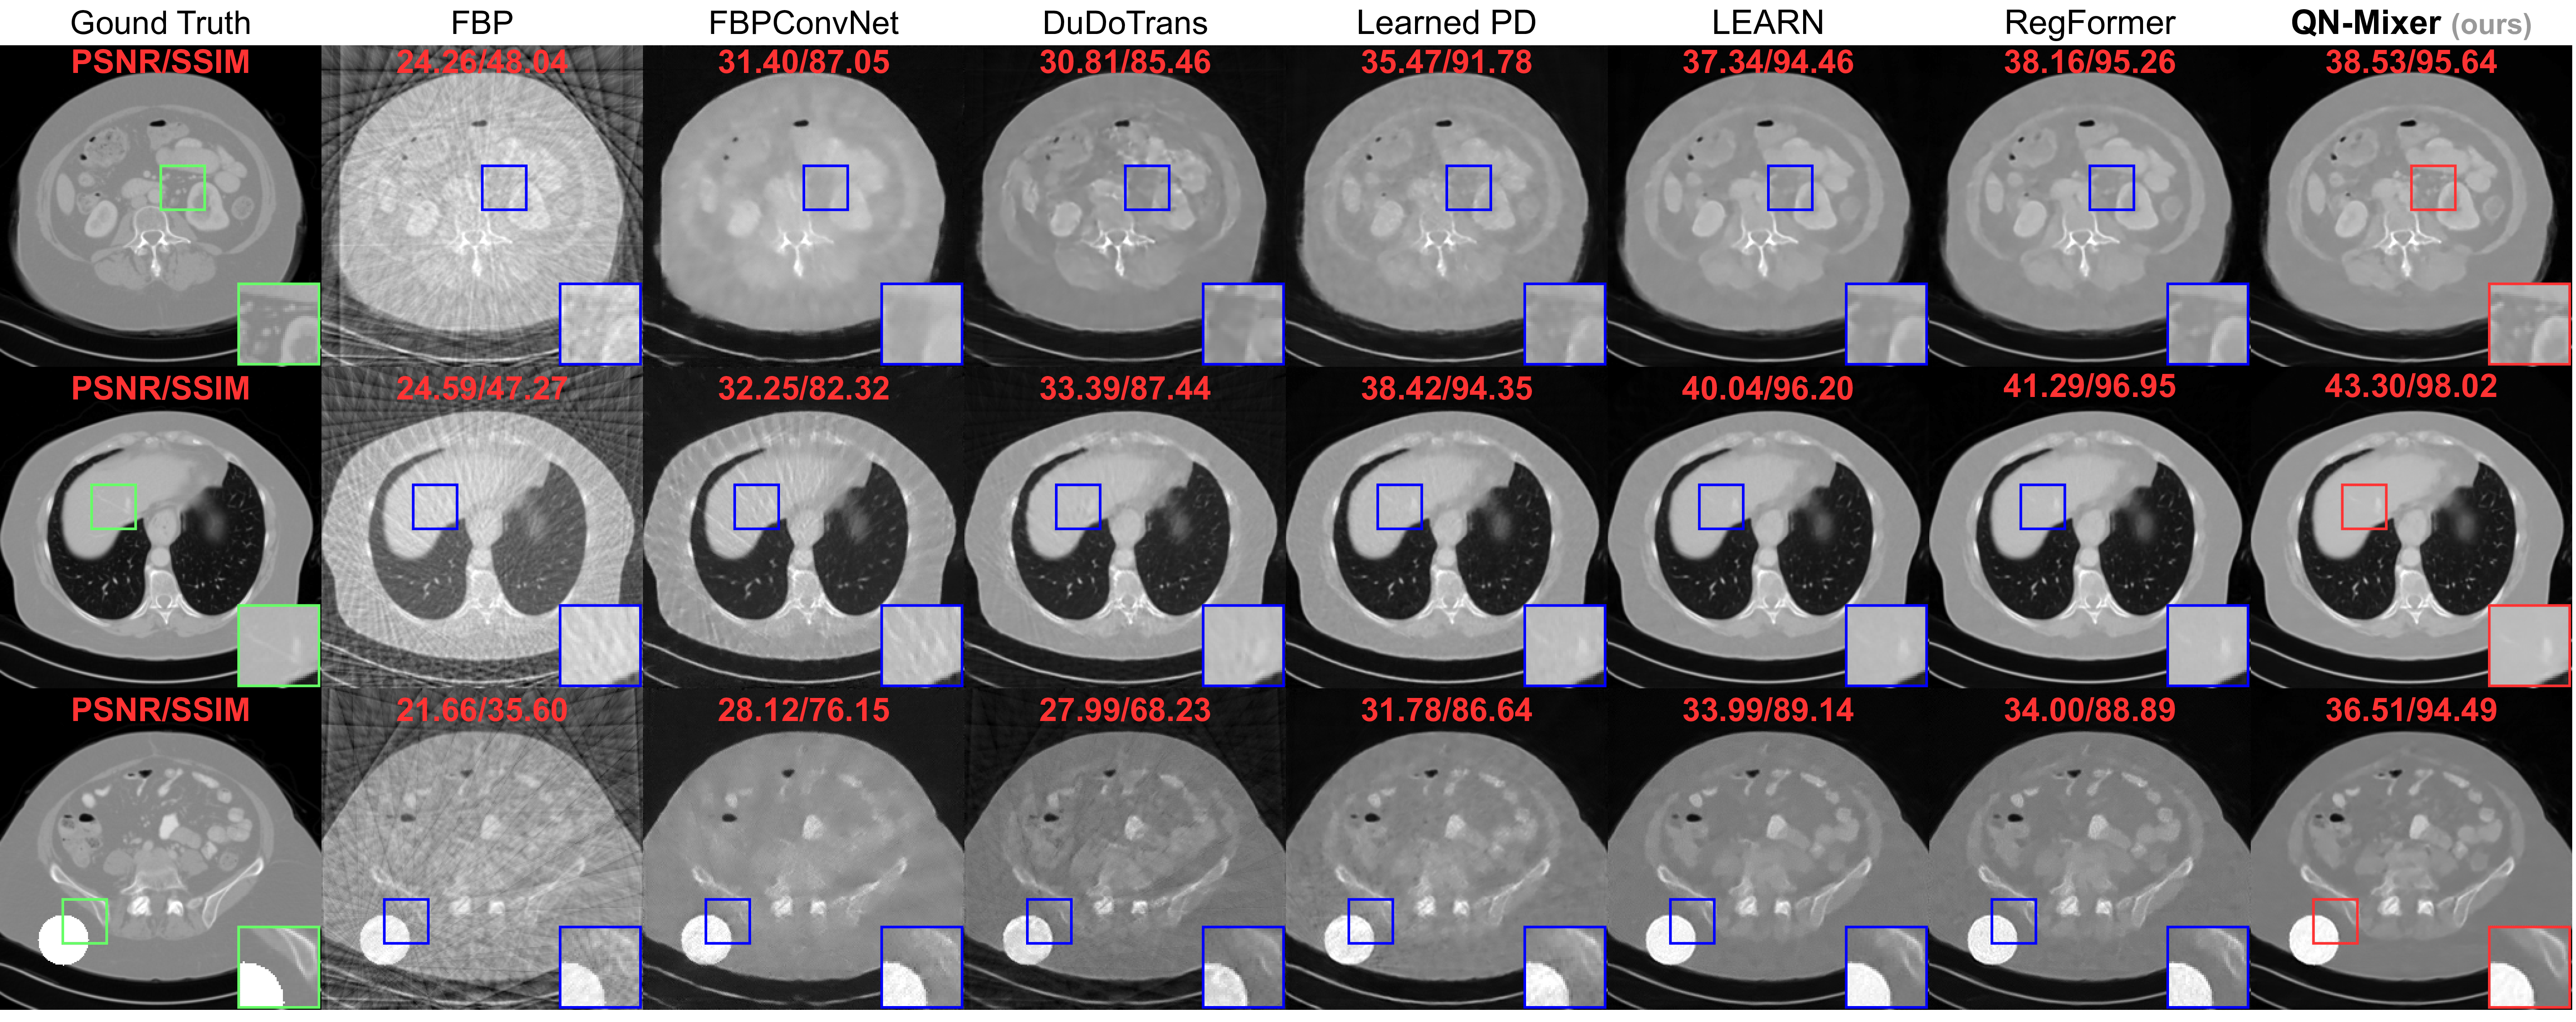 Gound Truth FBP FBPConvNet DuDoTrans Learned PD LEARN RegFormer QN-Mixer (ours)
PSNR/SSIM 24.26/48.04 31.40/87.05 30.81/85.46 35.47/91.78 37.34/94.46 38.16/95.26 38.53/95.64
PSNR/SSIM 24.59/47.27 32.25/82.32 33.39/87.44 38.42/94.35 40.04/96.20 41.29/96.95 43.30/98.02
PSNR/SSIM 21.66/35.60 28.12/76.15 27.99/68.23 31.78/86.64 33.99/89.14 34.00/88.89 36.51/94.49